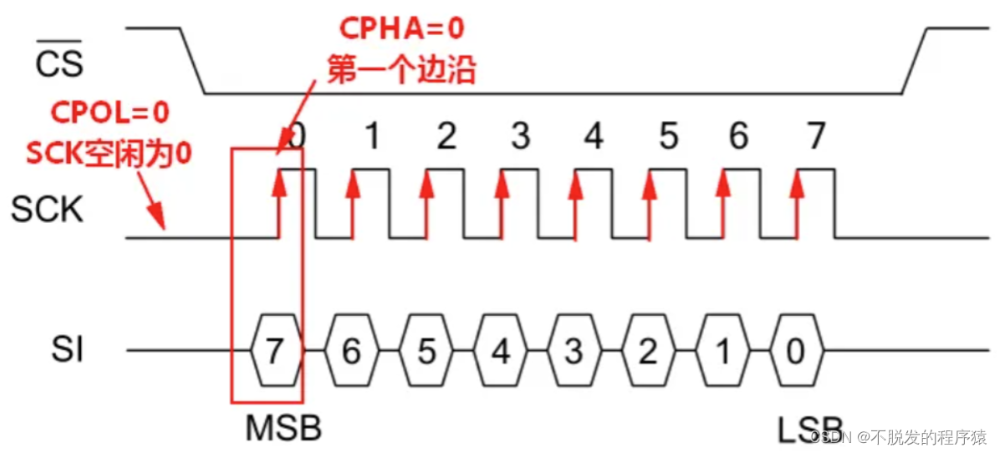 CPHA=0
第一个边沿
CS
CPOL=0
SCK空闲为0
0 1 2 3 4 5 6 7
SCK
SI
7 6 5 4 3 2 1 0
MSB
LSB
CSDN @不脱发的程序猿